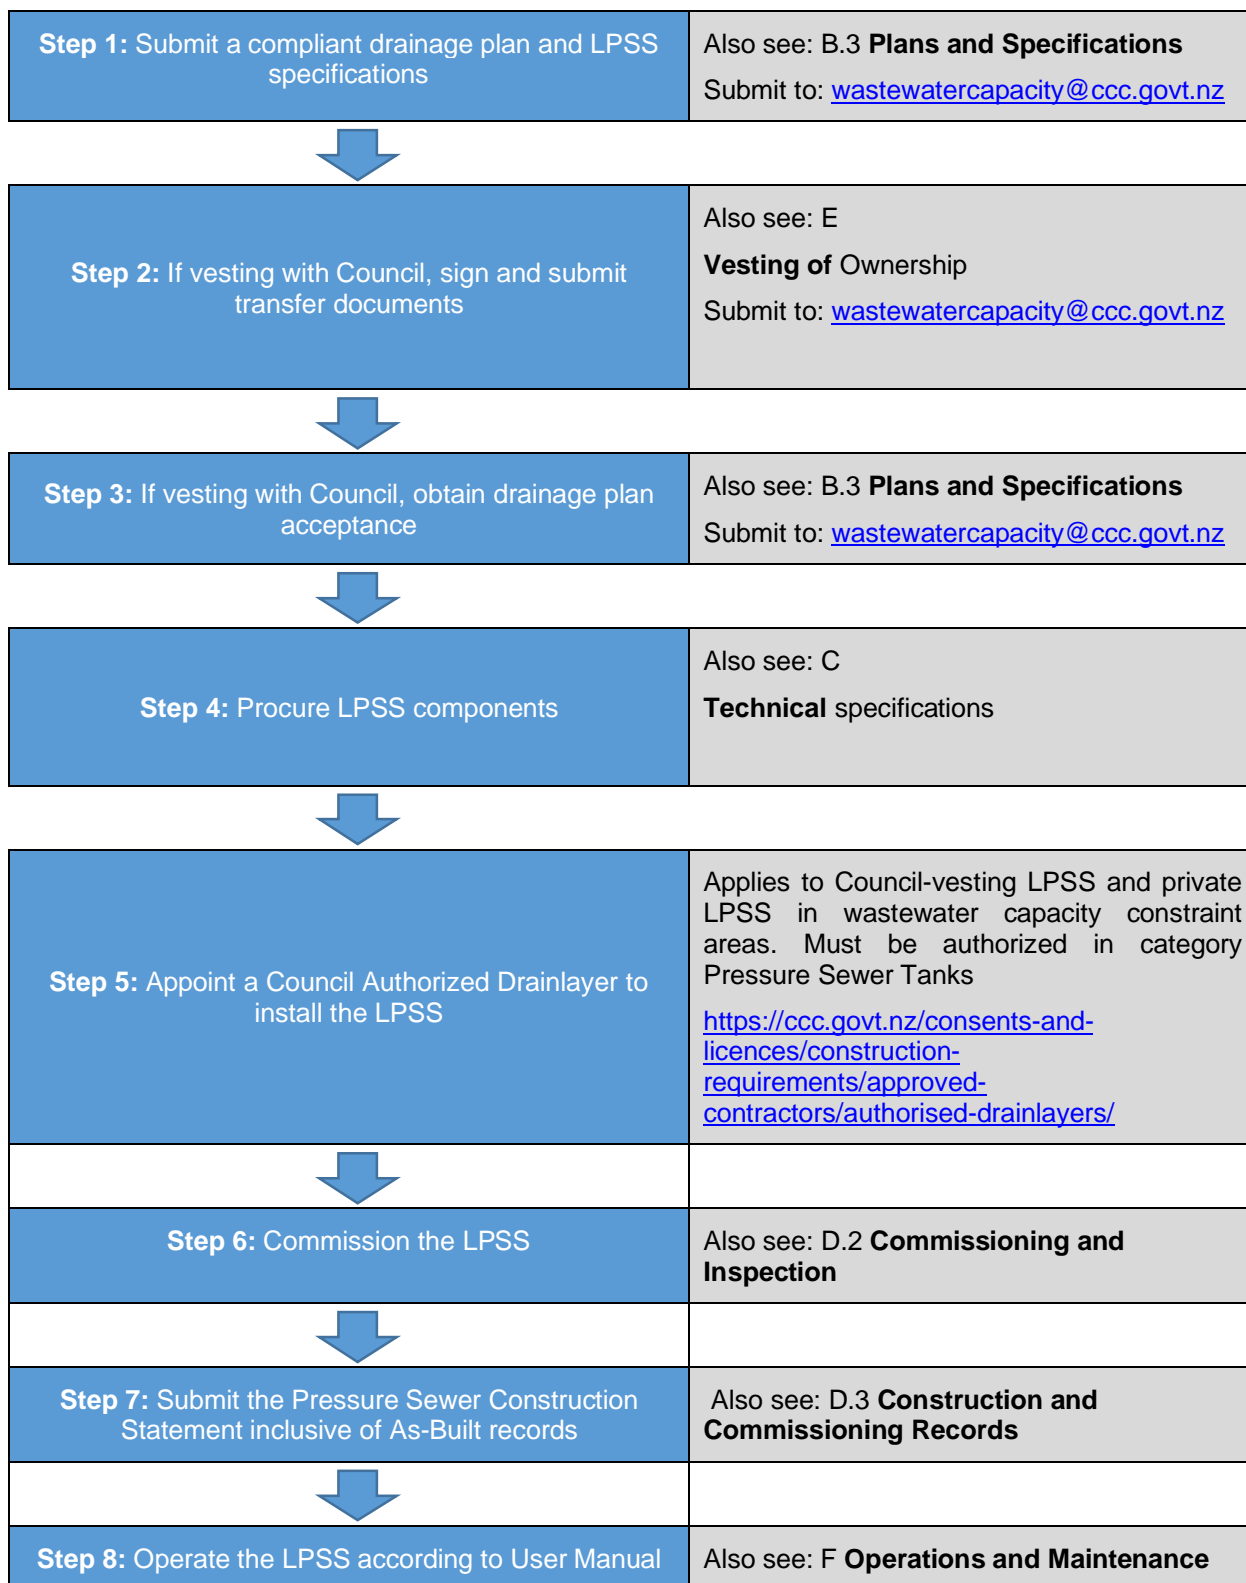 Step 1: Submit a compliant drainage plan and LPSS
specifications
Also see: B.3 Plans and Specifications
Submit to: wastewatercapacity@ccc.govt.nz
Step 2: If vesting with Council, sign and submit
transfer documents
Also see: E
Vesting of Ownership
Submit to: wastewatercapacity@ccc.govt.nz
Step 3: If vesting with Council, obtain drainage plan
acceptance
Also see: B.3 Plans and Specifications
Submit to: wastewatercapacity@ccc.govt.nz
Step 4: Procure LPSS components
Also see: C
Technical specifications
Step 5: Appoint a Council Authorized Drainlayer to
install the LPSS
Applies to Council-vesting LPSS and private
LPSS in wastewater capacity constraint
areas. Must be authorized in category
Pressure Sewer Tanks
https://ccc.govt.nz/consents-and-
licences/construction-
requirements/approved-
contractors/authorised-drainlayers/
Step 6: Commission the LPSS
Also see: D.2 Commissioning and
Inspection
Step 7: Submit the Pressure Sewer Construction
Statement inclusive of As-Built records
Also see: D.3 Construction and
Commissioning Records
Step 8: Operate the LPSS according to User Manual
Also see: F Operations and Maintenance